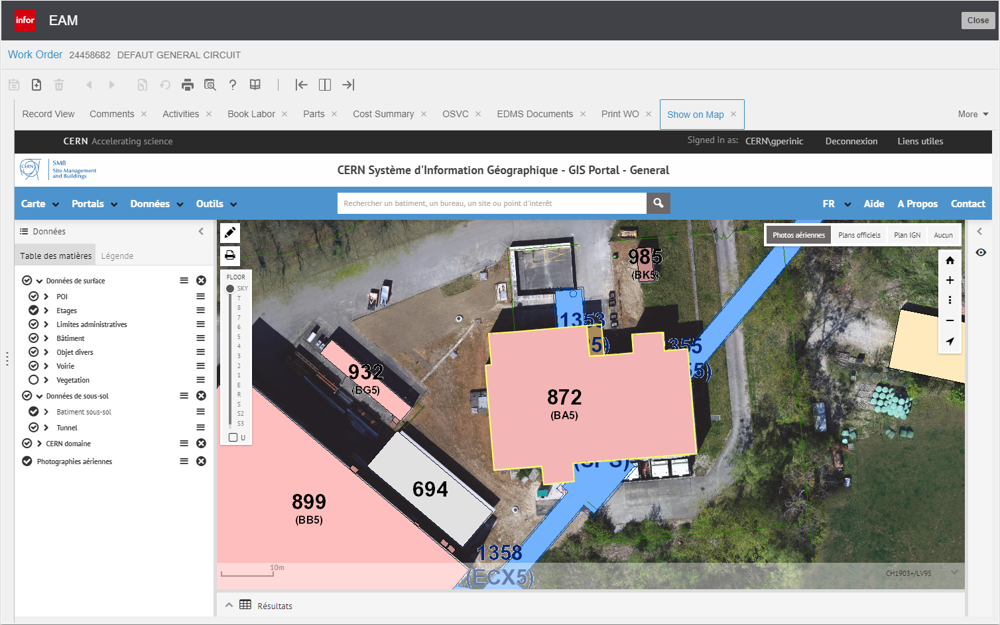 infor EAM Close
Work Order 24458682 DEFAUT GENERAL CIRCUIT
Record View Comments Activities Book Labor Parts Cost Summary OSVC EDMS Documents Print WO Show on Map More
CERN Accelerating science Signed in as: CERN\gperinic Deconnexion Liens utiles
CERN
SMB
Site Management
and Buildings
CERN Système d'Information Géographique - GIS Portal - General
Carte Portals Données Outils Rechercher un batiment, un bureau, un site ou point d'interêt FR Aide A Propos Contact
Données
Table des matières Légende
Données de surface
POI
Etages
Limites administratives
Bâtiment
Objet divers
Voirie
Vegetation
Données de sous-sol
Batiment sous-sol
Tunnel
CERN domaine
Photographies aériennes
FLOOR
SKY
T
8
7
6
5
4
3
2
1
E
R
S
S2
S3
U
Photos aériennes Plans officiels Plan IGN Aucun
985
(BK5)
1353
5)
355
55)
932
(BG5)
872
(BA5)
694
899
(BB5)
1358
(ECX5)
10m
CH1903+/LV95
Résultats